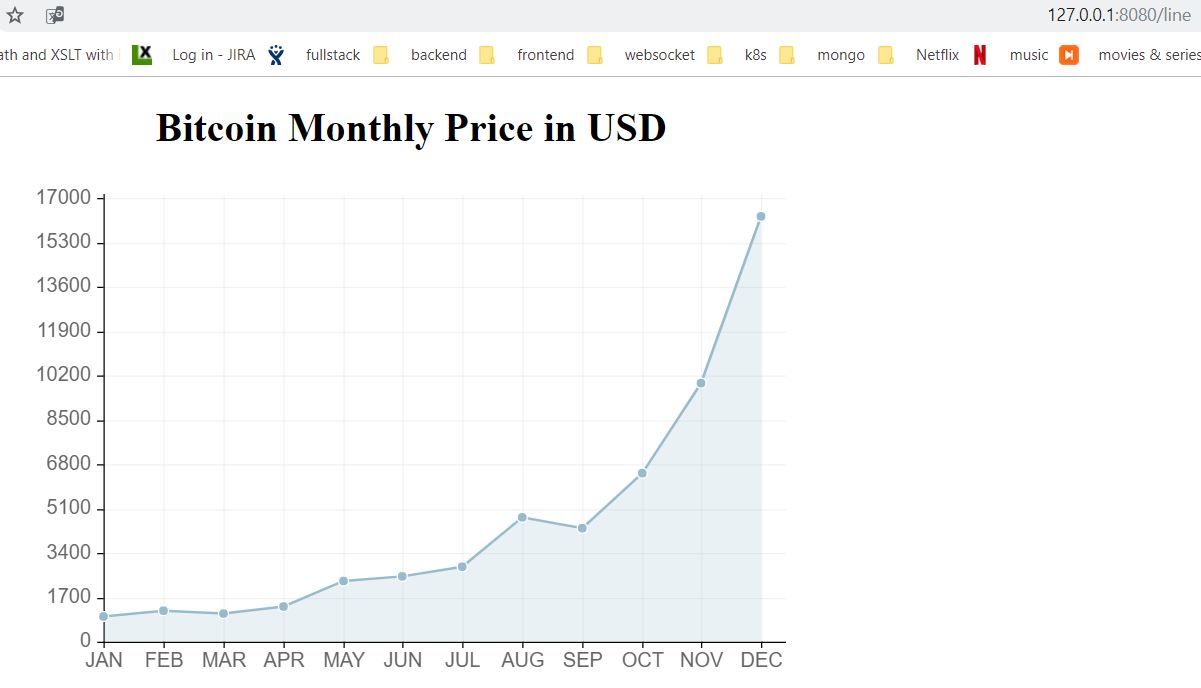 127.0.0.1:8080/line
ath and XSLT with Log in - JIRA fullstack backend frontend websocket k8s mongo Netflix music movies & series
Bitcoin Monthly Price in USD
17000
15300
13600
11900
10200
8500
6800
5100
3400
1700
0
JAN FEB MAR APR MAY JUN JUL AUG SEP OCT NOV DEC